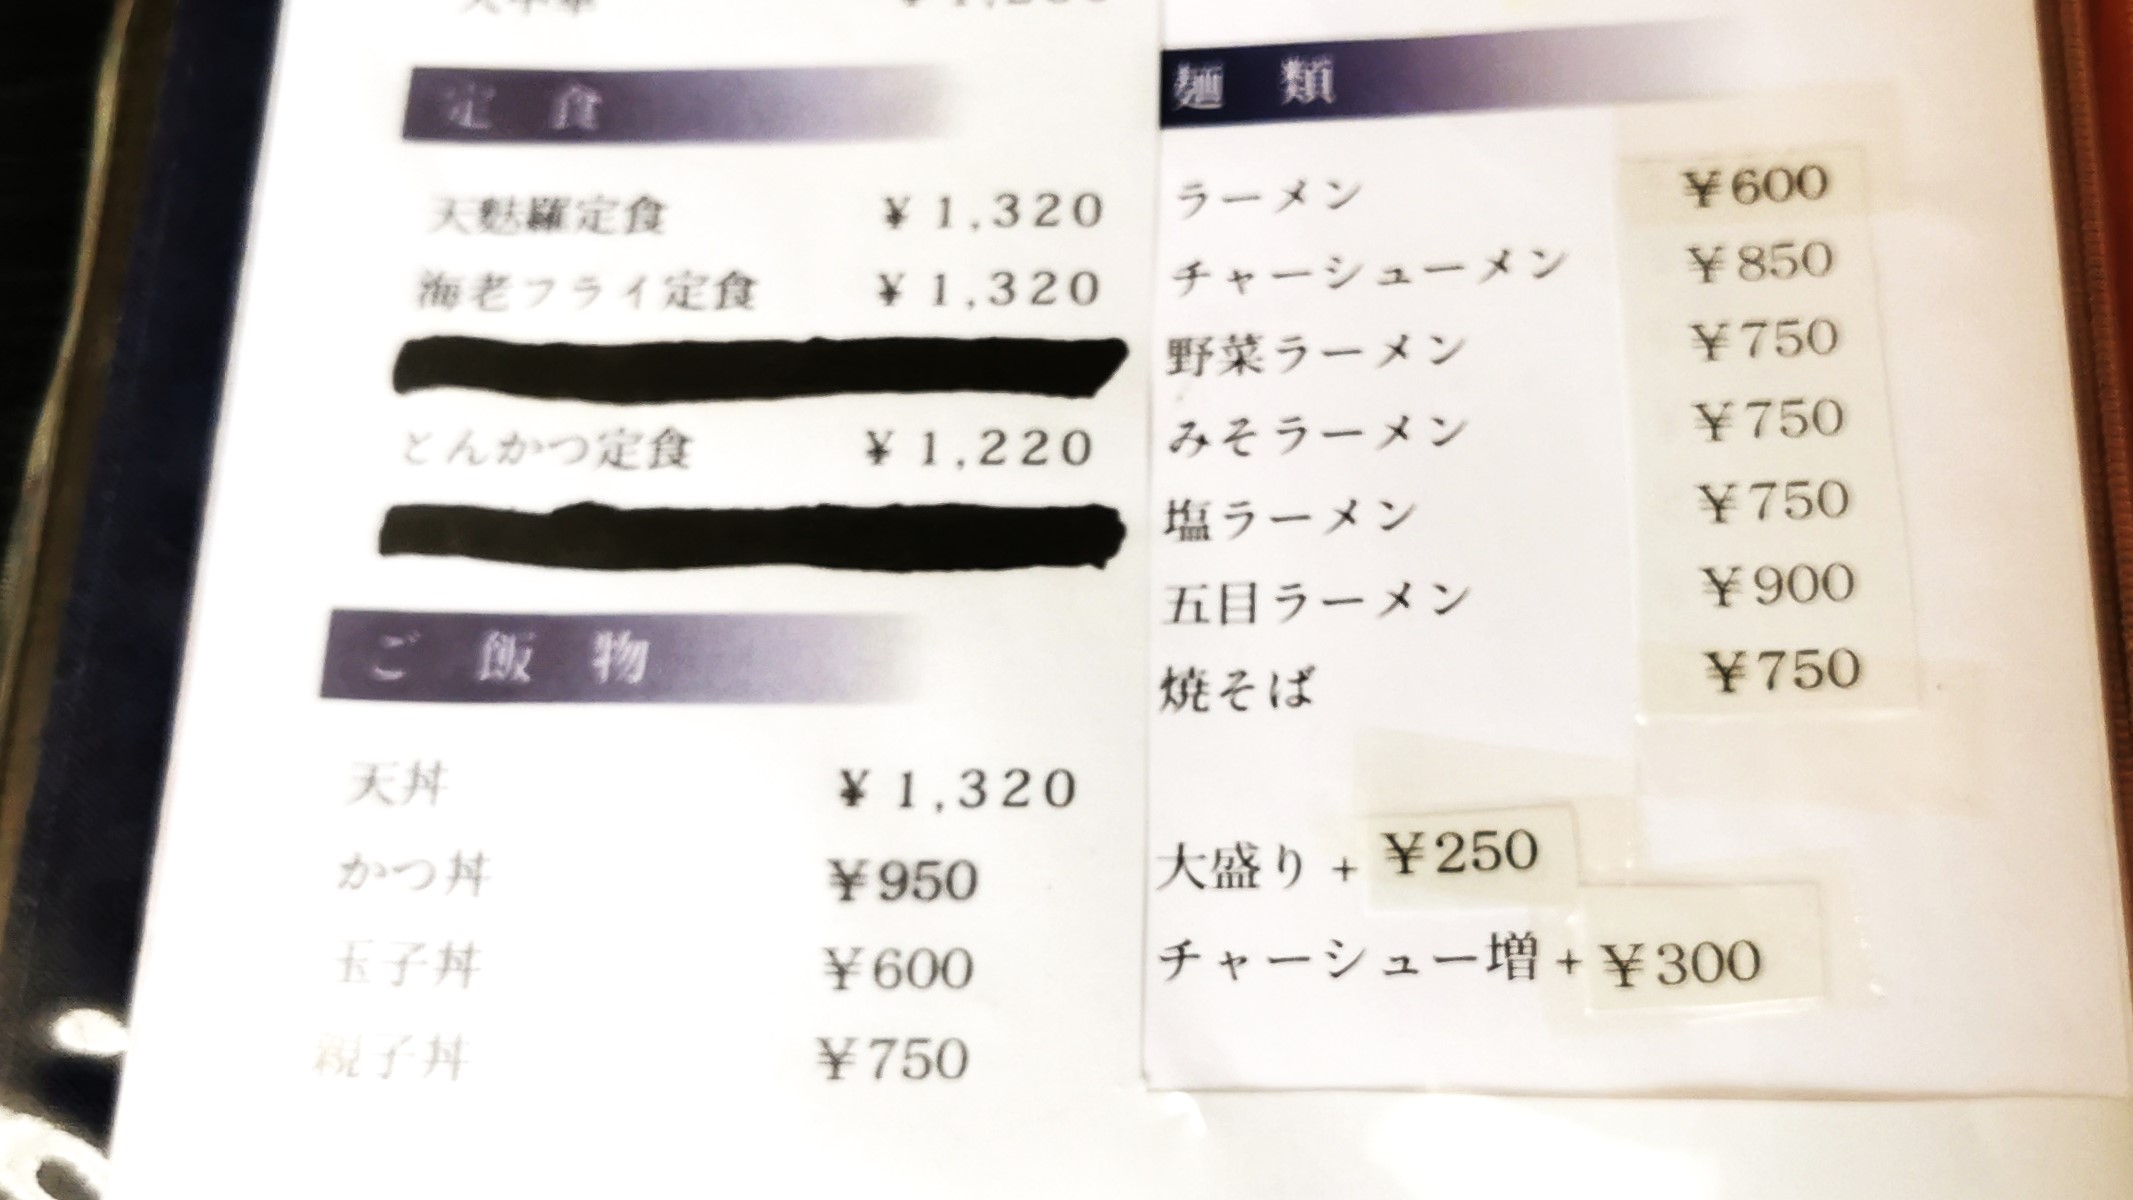 定食
天麩羅定食 ¥1,320
海老フライ定食 ¥1,320
とんかつ定食 ¥1,220
ご飯物
天丼 ¥1,320
かつ丼 ¥950
玉子丼 ¥600
親子丼 ¥750
麺類
ラーメン ¥600
チャーシューメン ¥850
野菜ラーメン ¥750
みそラーメン ¥750
塩ラーメン ¥750
五目ラーメン ¥900
焼そば ¥750
大盛り + ¥250
チャーシュー増 + ¥300